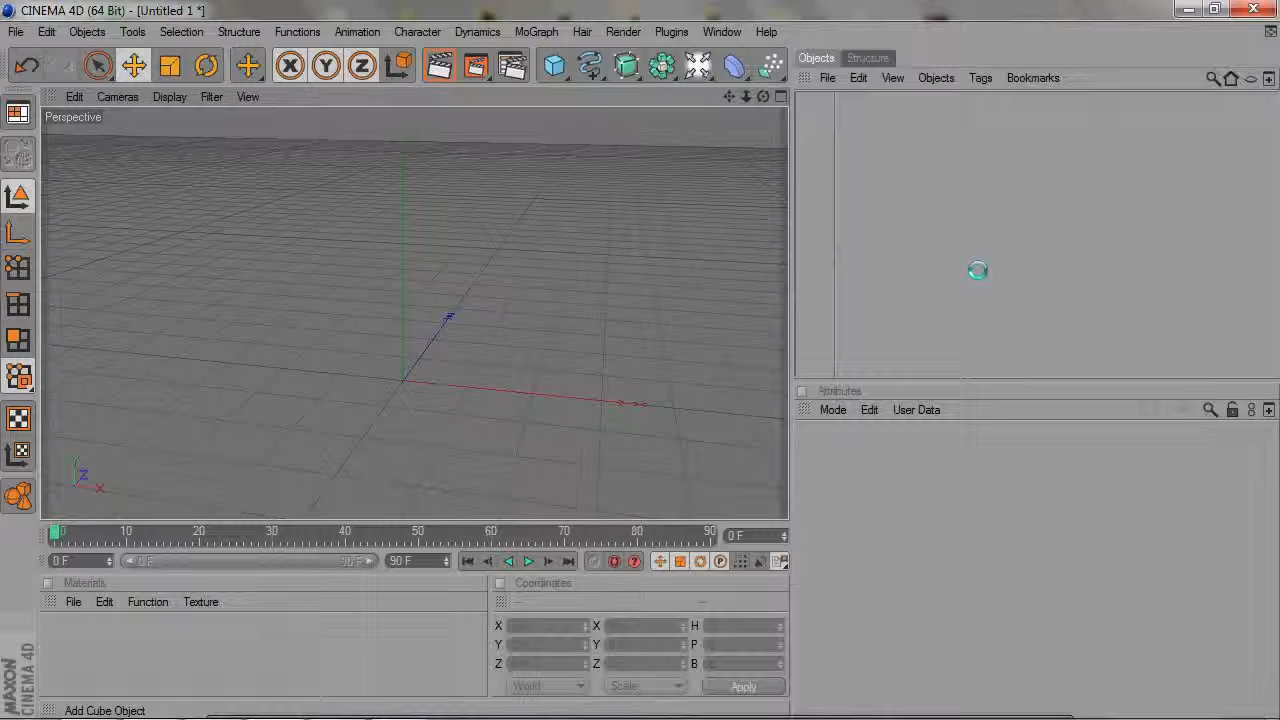 CINEMA 4D (64 Bit) - [Untitled 1 *]
File Edit Objects Tools Selection Structure Functions Animation Character Dynamics MoGraph Hair Render Plugins Window Help
X Y Z
Objects Structure
File Edit View Objects Tags Bookmarks
Edit Cameras Display Filter View
Perspective
Y Z X
Z X
Attributes
Mode Edit User Data
0 10 20 30 40 50 60 70 80 90 0 F
0 F 0 F 90 F 90 F
Materials
File Edit Function Texture
Coordinates
X X H
Y Y P
Z Z B
World Scale Apply
MAXON
CINEMA 4D
Add Cube Object